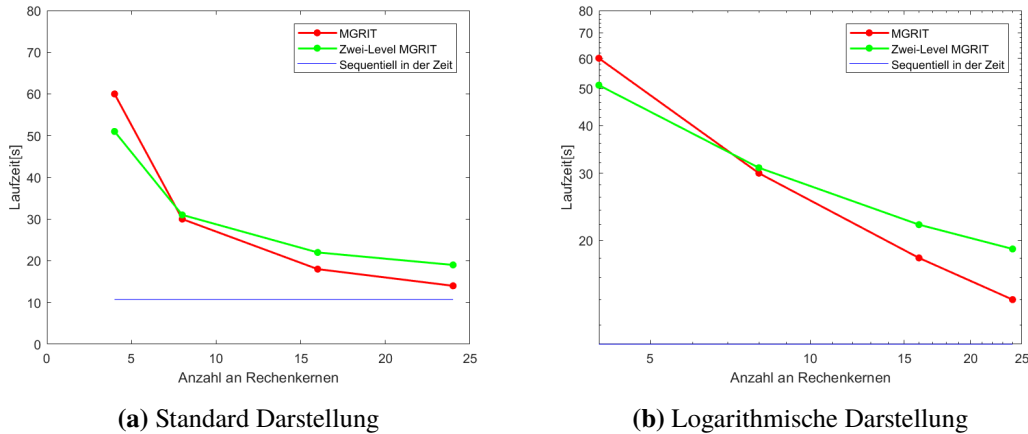 80
70
60
50
40
30
20
10
0
Laufzeit[s]
0 5 10 15 20 25
Anzahl an Rechenkernen
MGRIT
Zwei-Level MGRIT
Sequentiell in der Zeit
(a) Standard Darstellung
80
70
60
50
40
30
20
Laufzeit[s]
5 10 15 20 25
Anzahl an Rechenkernen
MGRIT
Zwei-Level MGRIT
Sequentiell in der Zeit
(b) Logarithmische Darstellung